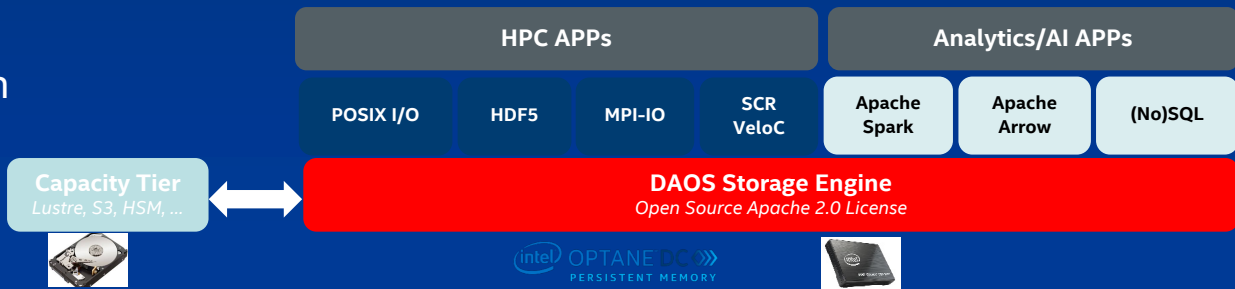 HPC APPs
Analytics/AI APPs
POSIX I/O
HDF5
MPI-IO
SCR
VeloC
Apache
Spark
Apache
Arrow
(No)SQL
Capacity Tier
Lustre, S3, HSM, ...
DAOS Storage Engine
Open Source Apache 2.0 License
(intel) OPTANE DC
PERSISTENT MEMORY
(intel)